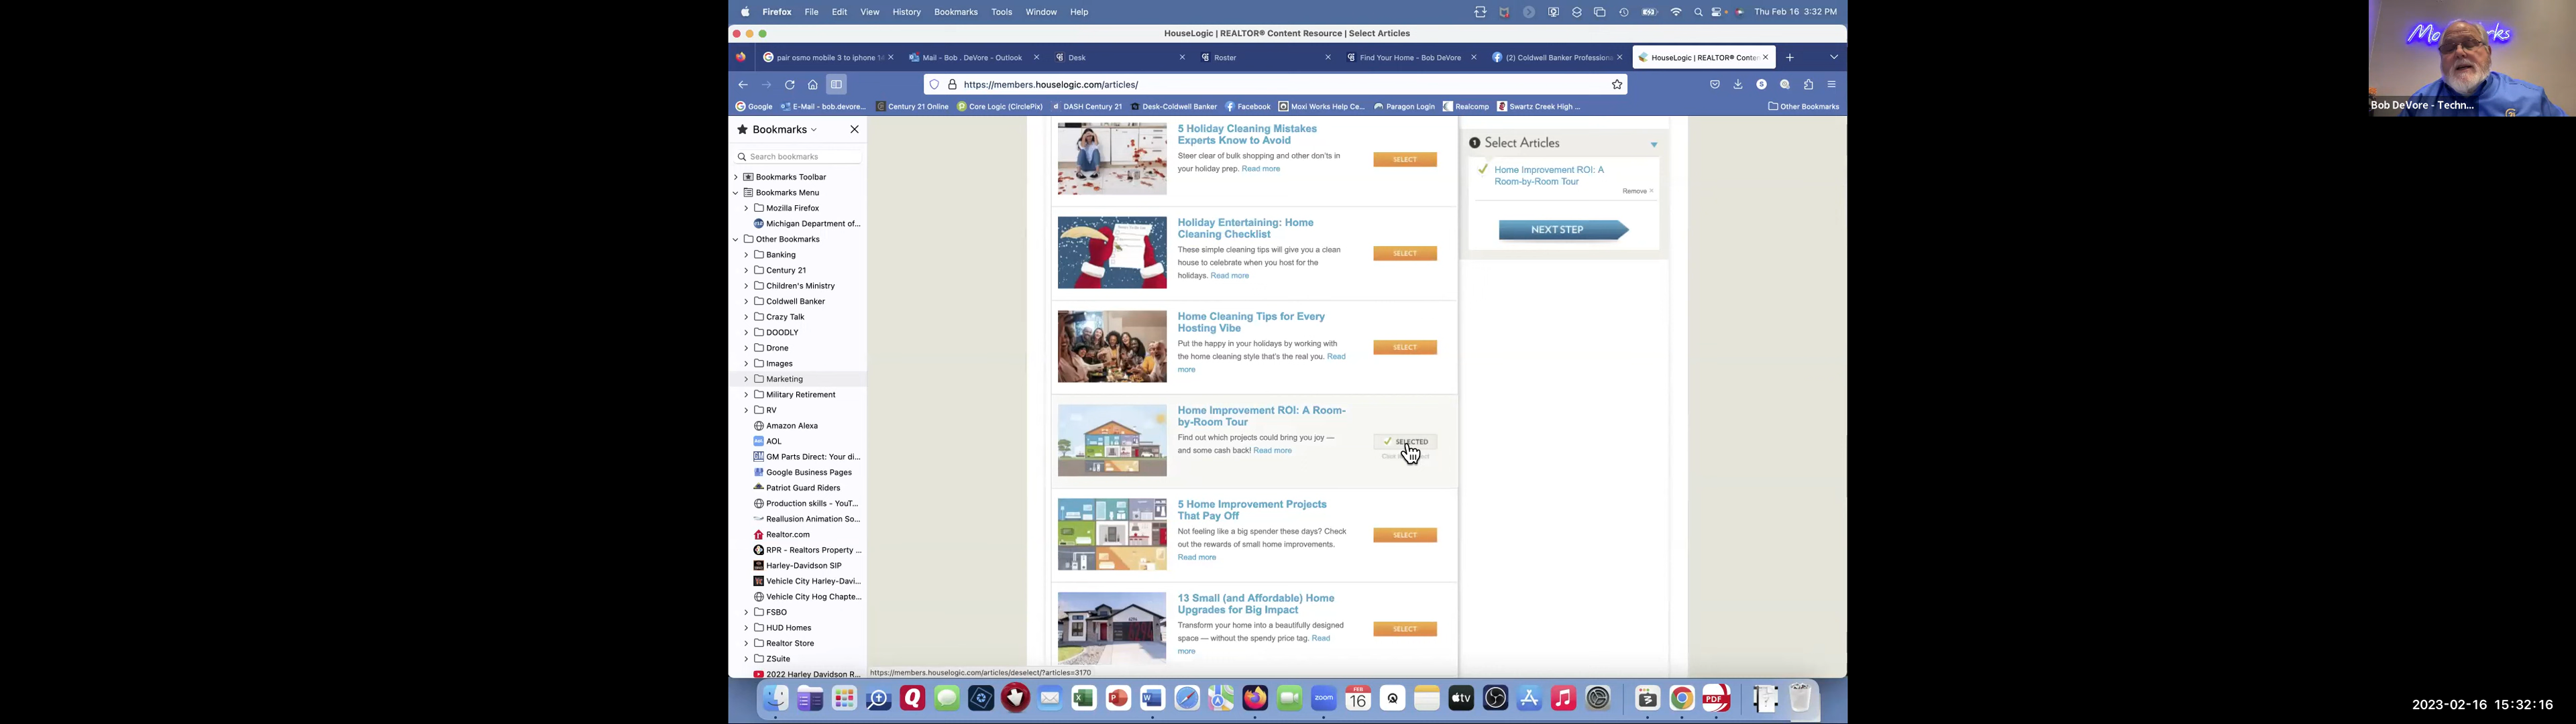 Firefox File Edit View History Bookmarks Tools Window Help
Thu Feb 16 3:32 PM
HouseLogic | REALTOR® Content Resource | Select Articles
pair osmo mobile 3 to iphone
Mail - Bob . DeVore - Outlook
Desk
Roster
Find Your Home - Bob DeVore
(2) Coldwell Banker Professiona
HouseLogic | REALTOR® Conten
https://members.houselogic.com/articles/
Google
E-Mail - bob.devore...
Century 21 Online
Core Logic (CirclePix)
DASH Century 21
Desk-Coldwell Banker
Facebook
Moxi Works Help Ce...
Paragon Login
Realcomp
Swartz Creek High ...
Other Bookmarks
Bookmarks
Search bookmarks
Bookmarks Toolbar
Bookmarks Menu
Mozilla Firefox
Michigan Department of...
Other Bookmarks
Banking
Century 21
Children's Ministry
Coldwell Banker
Crazy Talk
DOODLY
Drone
Images
Marketing
Military Retirement
RV
Amazon Alexa
AOL
GM Parts Direct: Your di...
Google Business Pages
Patriot Guard Riders
Production skills - YouT...
Reallusion Animation So...
Realtor.com
RPR - Realtors Property ...
Harley-Davidson SIP
Vehicle City Harley-Davi...
Vehicle City Hog Chapte...
FSBO
HUD Homes
Realtor Store
ZSuite
2022 Harley Davidson R...
5 Holiday Cleaning Mistakes
Experts Know to Avoid
Steer clear of bulk shopping and other don'ts in
your holiday prep. Read more
SELECT
Holiday Entertaining: Home
Cleaning Checklist
These simple cleaning tips will give you a clean
house to celebrate when you host for the
holidays. Read more
SELECT
Home Cleaning Tips for Every
Hosting Vibe
Put the happy in your holidays by working with
the home cleaning style that's the real you. Read
more
SELECT
Home Improvement ROI: A Room-
by-Room Tour
Find out which projects could bring you joy —
and some cash back! Read more
SELECTED
5 Home Improvement Projects
That Pay Off
Not feeling like a big spender these days? Check
out the rewards of small home improvements.
Read more
SELECT
13 Small (and Affordable) Home
Upgrades for Big Impact
Transform your home into a beautifully designed
space — without the spendy price tag. Read
more
SELECT
1 Select Articles
Home Improvement ROI: A
Room-by-Room Tour
Remove ×
NEXT STEP
https://members.houselogic.com/articles/deselect/?articles=3170
FEB
16
zoom
tv
PDF
Bob DeVore - Techn...
2023-02-16 15:32:16